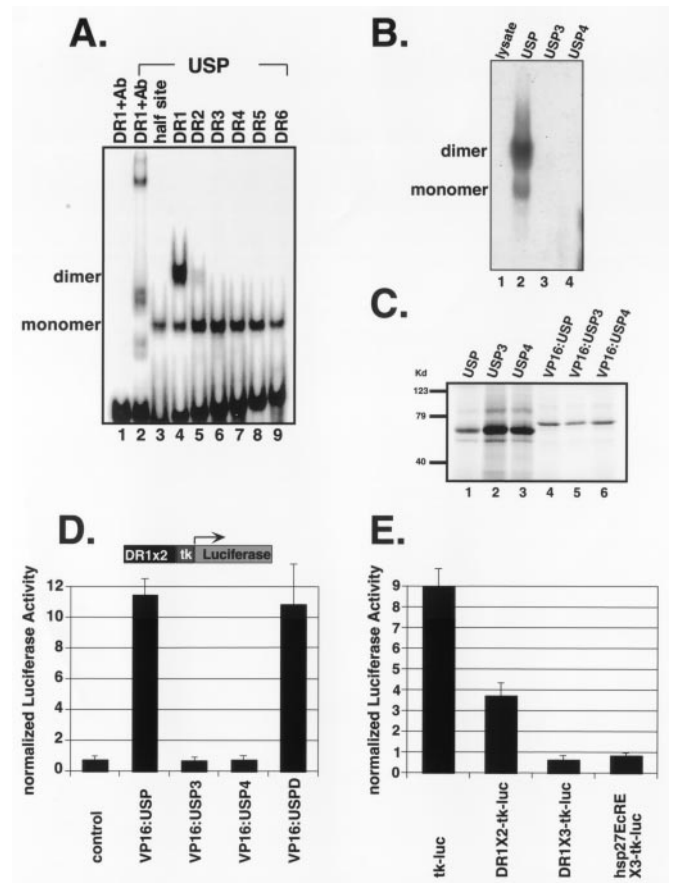 A.
USP
DR1+Ab
DR1+Ab
half site
DR1
DR2
DR3
DR4
DR5
DR6
dimer
monomer
1 2 3 4 5 6 7 8 9
B.
lysate
USP
USP3
USP4
dimer
monomer
1 2 3 4
C.
USP
USP3
USP4
VP16:USP
VP16:USP3
VP16:USP4
Kd
123
79
40
1 2 3 4 5 6
D.
DR1x2 tk Luciferase
normalized Luciferase Activity
12
10
8
6
4
2
0
control
VP16:USP
VP16:USP3
VP16:USP4
VP16:USPD
E.
normalized Luciferase Activity
9
8
7
6
5
4
3
2
1
0
tk-luc
DR1X2-tk-luc
DR1X3-tk-luc
hsp27EcRE
X3-tk-luc